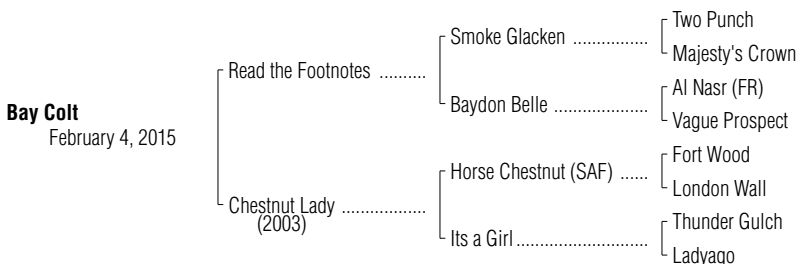 Bay Colt
February 4, 2015
Read the Footnotes ..........
Chestnut Lady ...................
(2003)
Smoke Glacken ................
Baydon Belle ....................
Horse Chestnut (SAF) ......
Its a Girl............................
Two Punch
Majesty's Crown
Al Nasr (FR)
Vague Prospect
Fort Wood
London Wall
Thunder Gulch
Ladyago